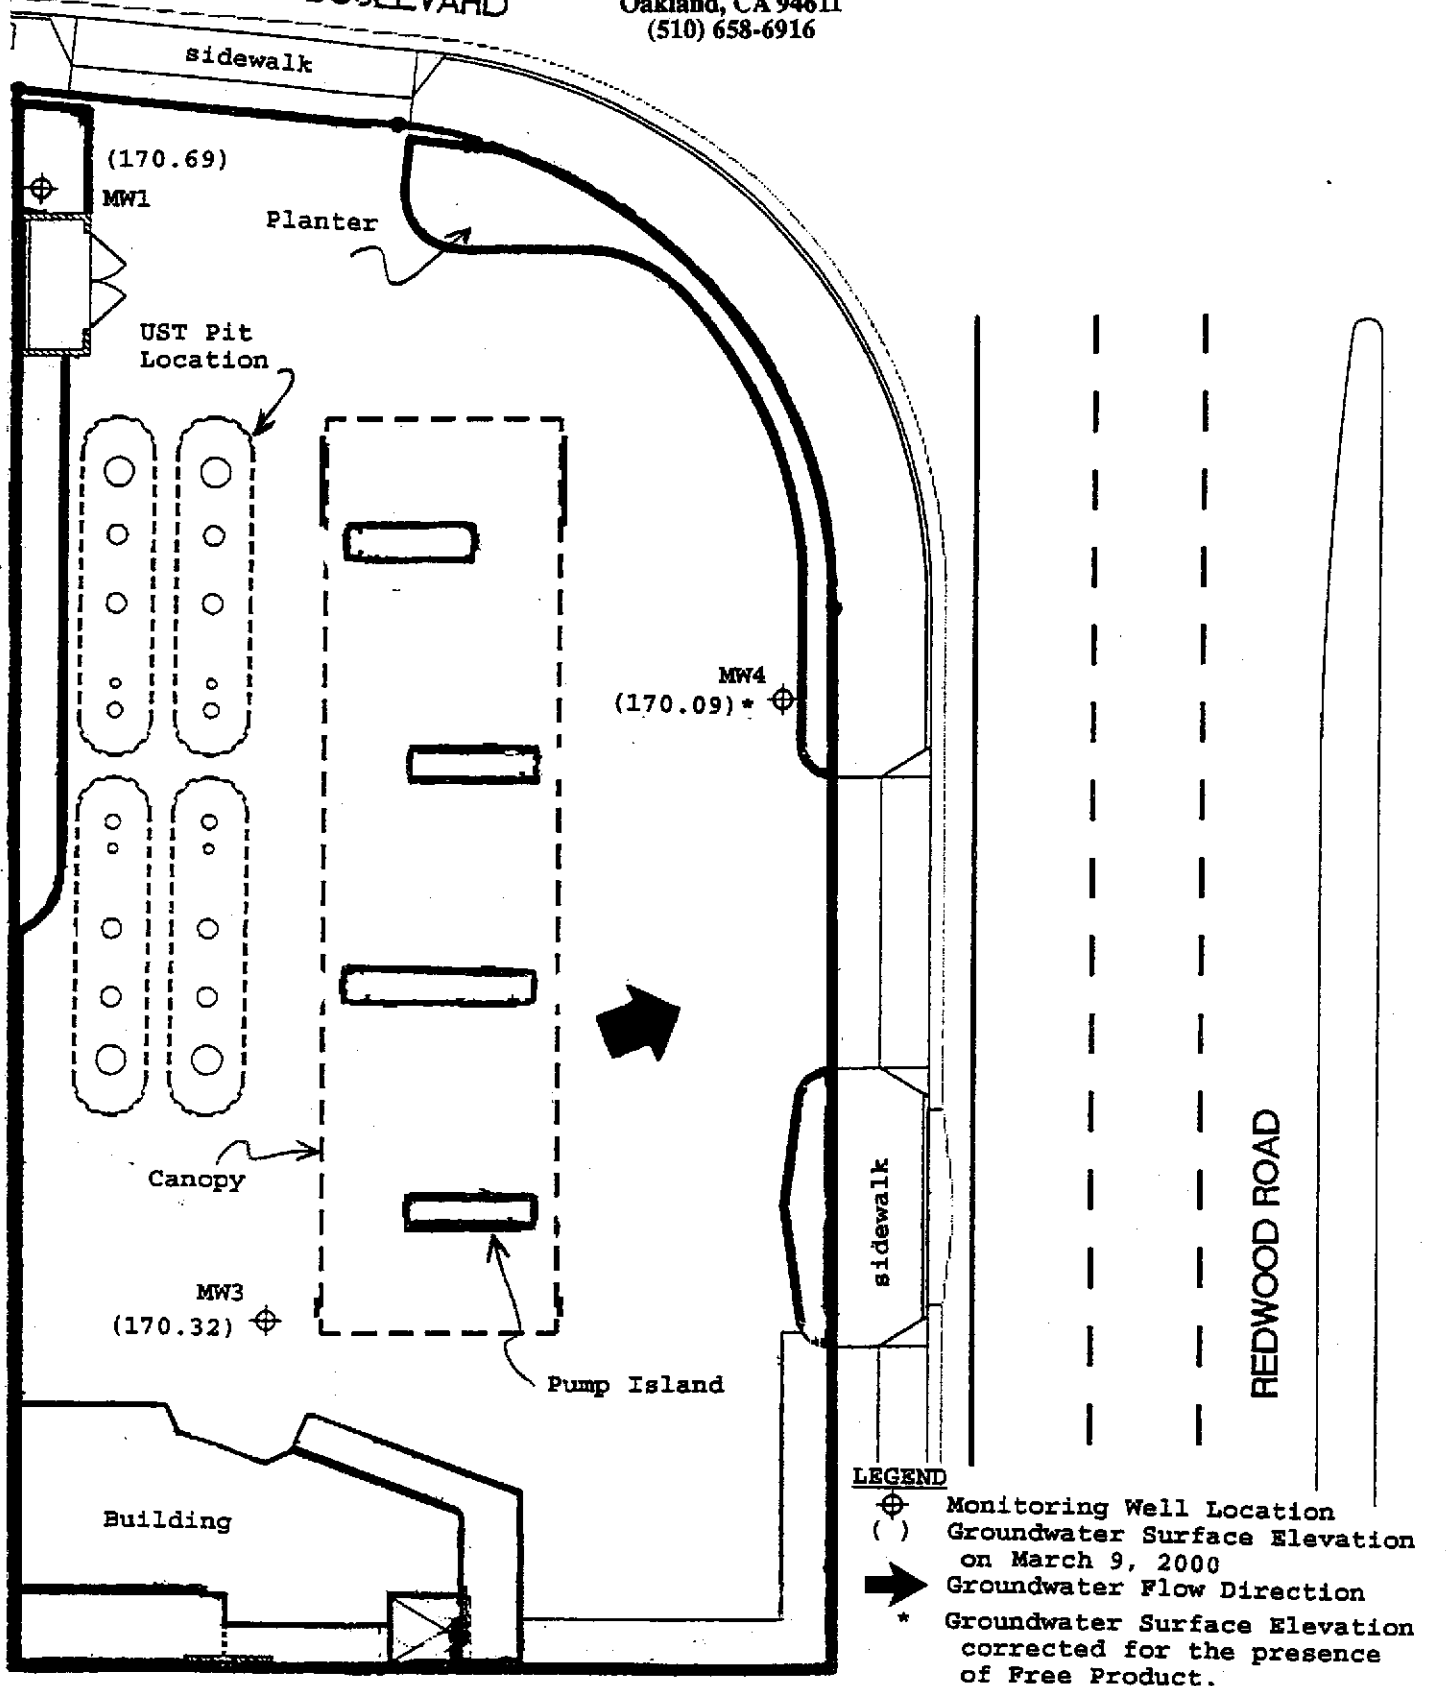 BOULEVARD
Oakland, CA 94611
(510) 658-6916
sidewalk
(170.69)
MW1
Planter
UST Pit
Location
MW4
(170.09)*
Canopy
sidewalk
REDWOOD ROAD
MW3
(170.32)
Pump Island
Building
LEGEND
Monitoring Well Location
( ) Groundwater Surface Elevation
on March 9, 2000
Groundwater Flow Direction
* Groundwater Surface Elevation
corrected for the presence
of Free Product.